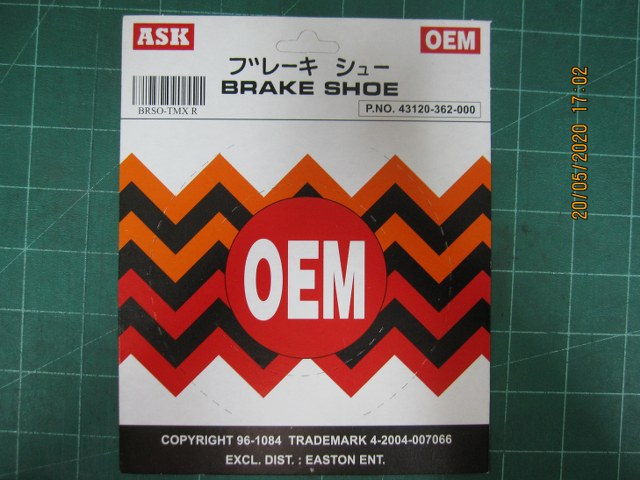 ASK
OEM
ブレーキ シュー
BRAKE SHOE
BRSO-TMX R
P.NO. 43120-362-000
OEM
COPYRIGHT 96-1084 TRADEMARK 4-2004-007066
EXCL. DIST. : EASTON ENT.
20/05/2020 17:02